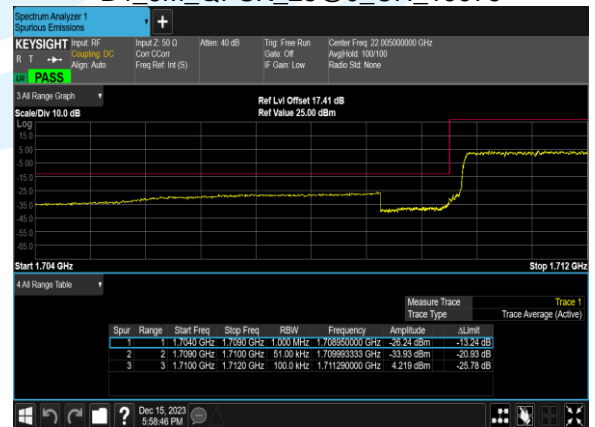 Spectrum Analyzer 1
Spurious Emissions
+
KEYSIGHT Input: RF Input Z: 50 Ω Atten: 40 dB Trig: Free Run Center Freq: 22.005000000 GHz
R T Coupling: DC Corr CCorr Gate: Off Avg|Hold: 100/100
Align: Auto Freq Ref: Int (S) IF Gain: Low Radio Std: None
LXI PASS
3 All Range Graph
Ref Lvl Offset 17.41 dB
Scale/Div 10.0 dB Ref Value 25.00 dBm
Log
15.0
5.00
-5.00
-15.0
-25.0
-35.0
-45.0
-55.0
-65.0
Start 1.704 GHz Stop 1.712 GHz
4 All Range Table
Measure Trace Trace 1
Trace Type Trace Average (Active)
Spur Range Start Freq Stop Freq RBW Frequency Amplitude ΔLimit
1 1 1.7040 GHz 1.7090 GHz 1.000 MHz 1.708950000 GHz -26.24 dBm -13.24 dB
2 2 1.7090 GHz 1.7100 GHz 51.00 kHz 1.709993333 GHz -33.93 dBm -20.93 dB
3 3 1.7100 GHz 1.7120 GHz 100.0 kHz 1.711290000 GHz 4.219 dBm -25.78 dB
? Dec 15, 2023
5:58:46 PM